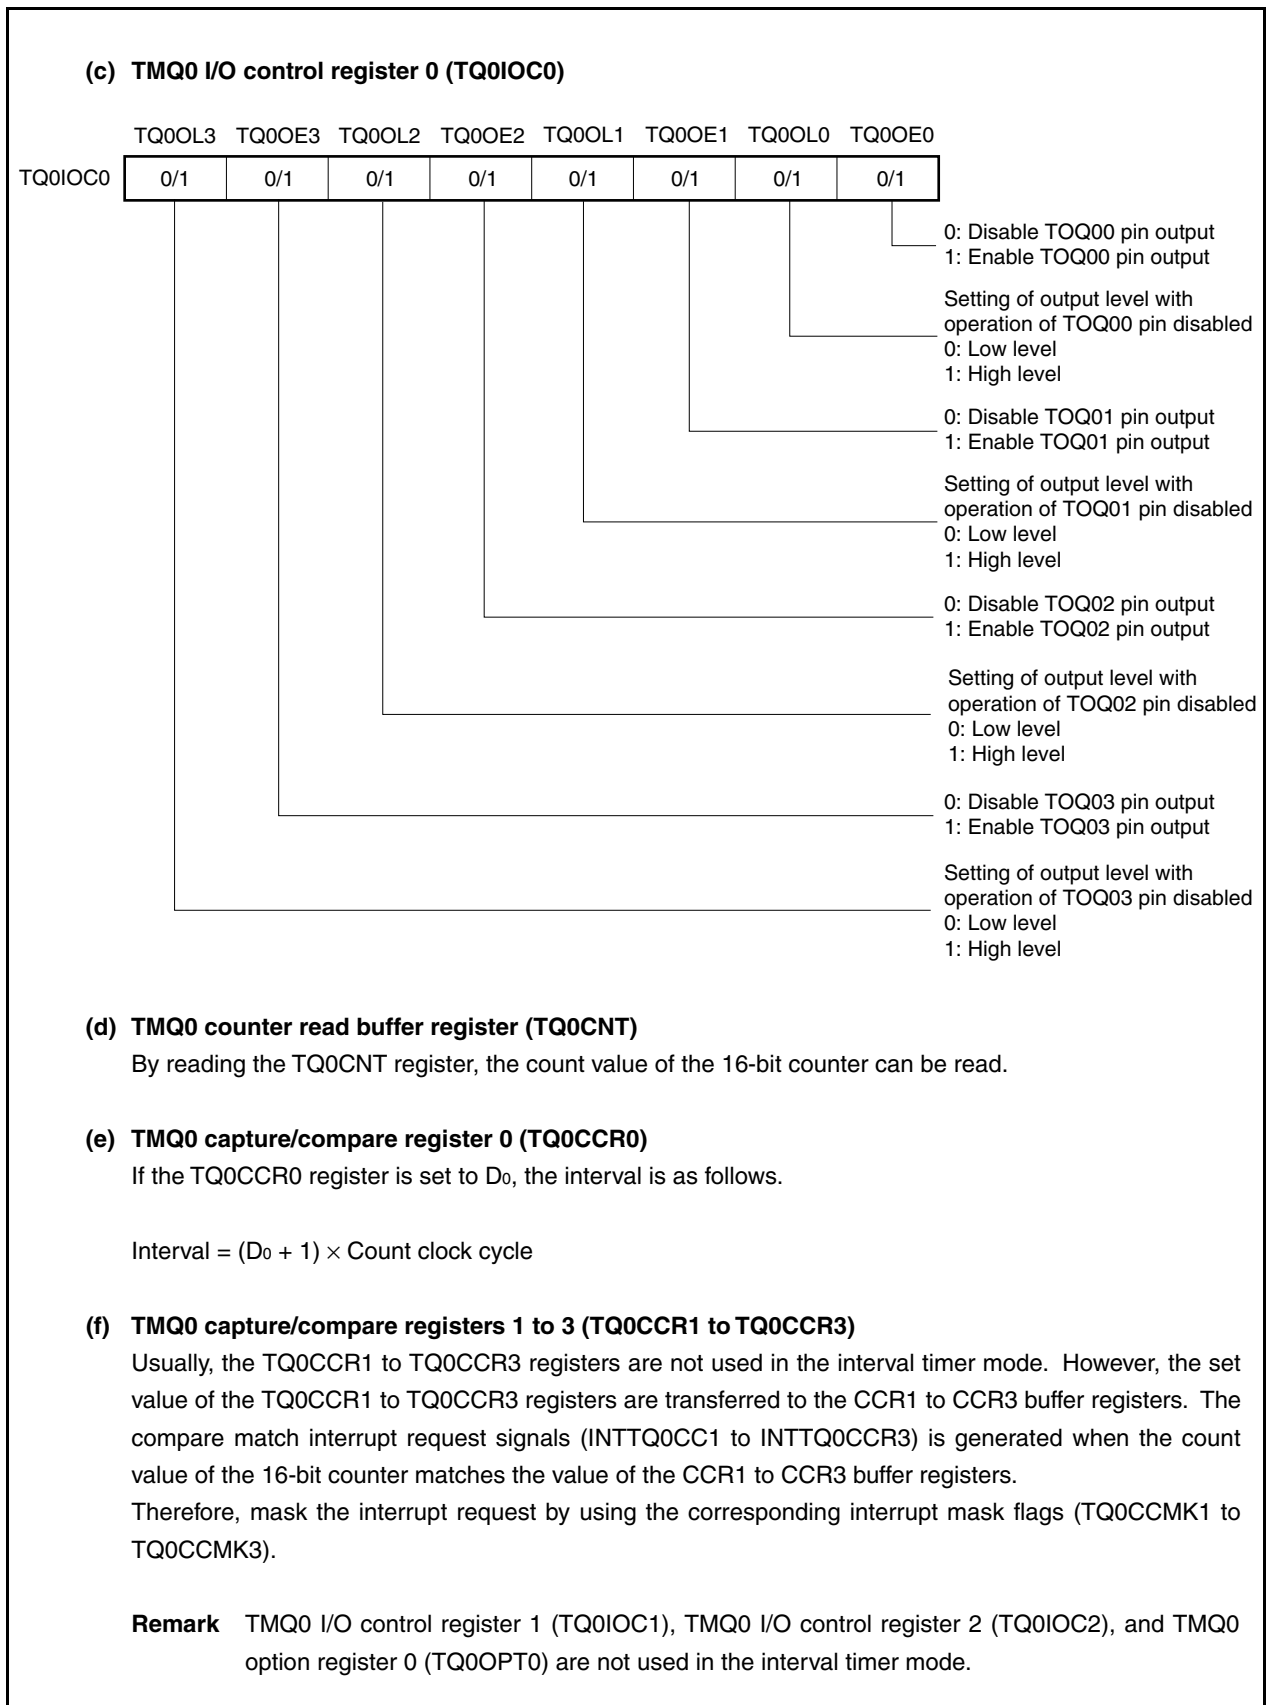 (c) TMQ0 I/O control register 0 (TQ0IOC0)
TQ0OL3 TQ0OE3 TQ0OL2 TQ0OE2 TQ0OL1 TQ0OE1 TQ0OL0 TQ0OE0
TQ0IOC0 0/1 0/1 0/1 0/1 0/1 0/1 0/1 0/1
0: Disable TOQ00 pin output
1: Enable TOQ00 pin output
Setting of output level with
operation of TOQ00 pin disabled
0: Low level
1: High level
0: Disable TOQ01 pin output
1: Enable TOQ01 pin output
Setting of output level with
operation of TOQ01 pin disabled
0: Low level
1: High level
0: Disable TOQ02 pin output
1: Enable TOQ02 pin output
Setting of output level with
operation of TOQ02 pin disabled
0: Low level
1: High level
0: Disable TOQ03 pin output
1: Enable TOQ03 pin output
Setting of output level with
operation of TOQ03 pin disabled
0: Low level
1: High level
(d) TMQ0 counter read buffer register (TQ0CNT)
By reading the TQ0CNT register, the count value of the 16-bit counter can be read.
(e) TMQ0 capture/compare register 0 (TQ0CCR0)
If the TQ0CCR0 register is set to D0, the interval is as follows.
Interval = (D0 + 1) × Count clock cycle
(f) TMQ0 capture/compare registers 1 to 3 (TQ0CCR1 to TQ0CCR3)
Usually, the TQ0CCR1 to TQ0CCR3 registers are not used in the interval timer mode. However, the set
value of the TQ0CCR1 to TQ0CCR3 registers are transferred to the CCR1 to CCR3 buffer registers. The
compare match interrupt request signals (INTTQ0CC1 to INTTQ0CCR3) is generated when the count
value of the 16-bit counter matches the value of the CCR1 to CCR3 buffer registers.
Therefore, mask the interrupt request by using the corresponding interrupt mask flags (TQ0CCMK1 to
TQ0CCMK3).
Remark TMQ0 I/O control register 1 (TQ0IOC1), TMQ0 I/O control register 2 (TQ0IOC2), and TMQ0
option register 0 (TQ0OPT0) are not used in the interval timer mode.